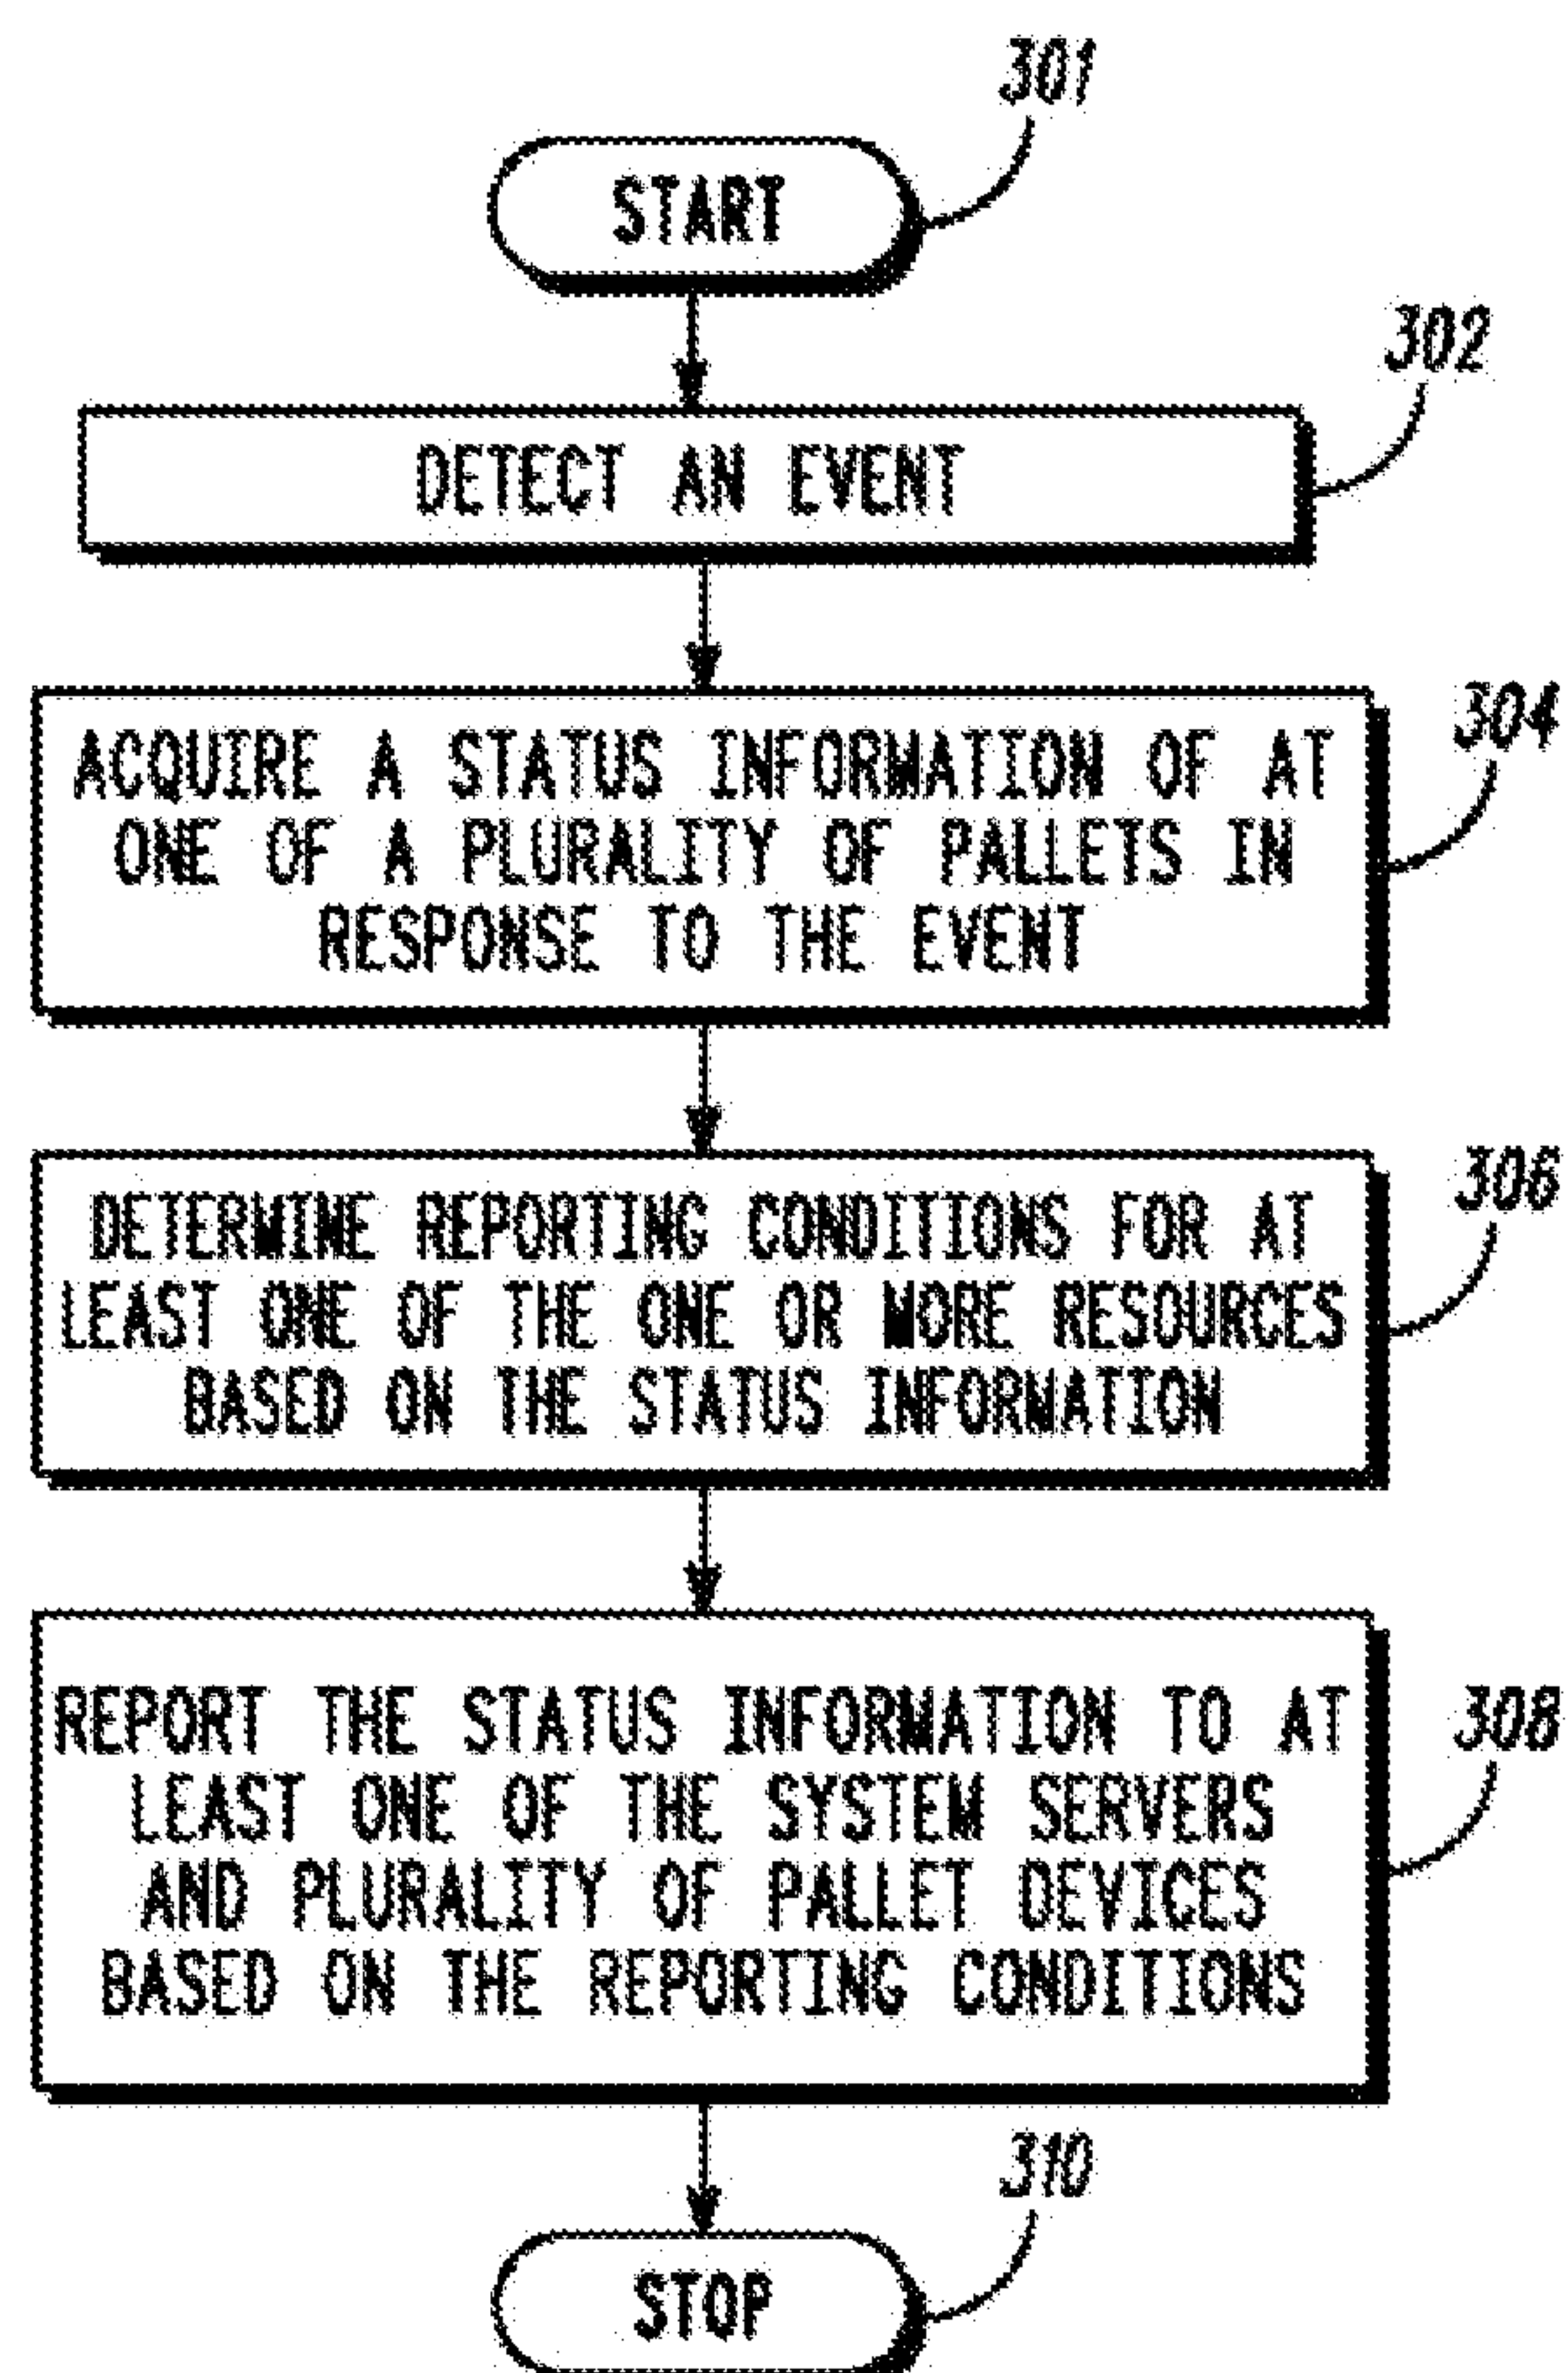 301
START
302
DETECT AN EVENT
304
ACQUIRE A STATUS INFORMATION OF AT
ONE OF A PLURALITY OF PALLETS IN
RESPONSE TO THE EVENT
306
DETERMINE REPORTING CONDITIONS FOR AT
LEAST ONE OF THE ONE OR MORE RESOURCES
BASED ON THE STATUS INFORMATION
308
REPORT THE STATUS INFORMATION TO AT
LEAST ONE OF THE SYSTEM SERVERS
AND PLURALITY OF PALLET DEVICES
BASED ON THE REPORTING CONDITIONS
310
STOP